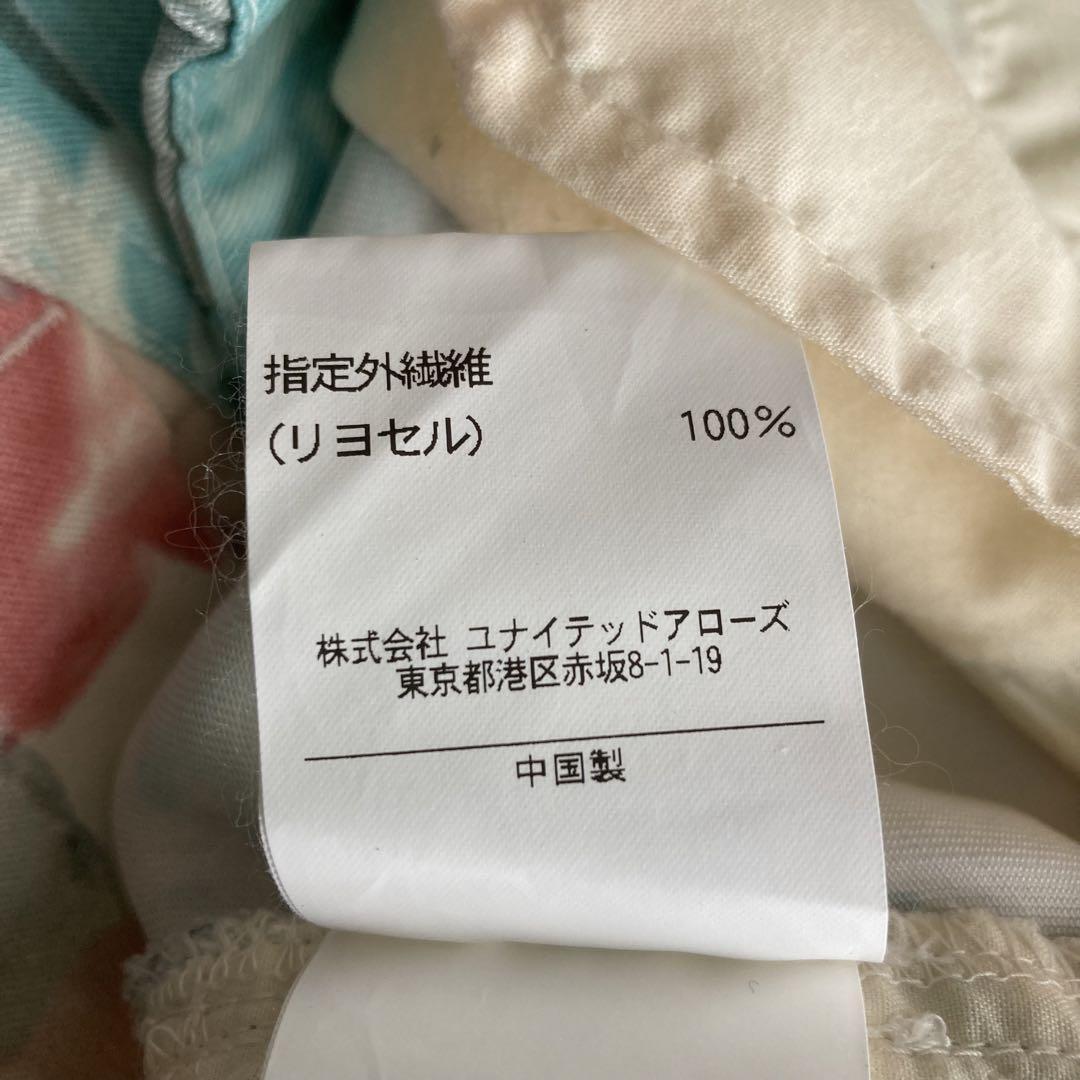 指定外繊維
(リヨセル) 100%
株式会社 ユナイテッドアローズ
東京都港区赤坂8-1-19
中国製